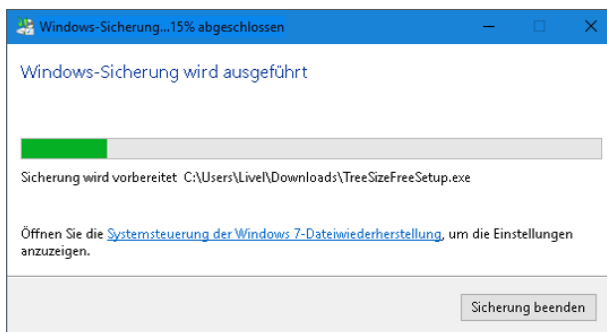 Windows-Sicherung...15% abgeschlossen
Windows-Sicherung wird ausgeführt
Sicherung wird vorbereitet C:\Users\Livel\Downloads\TreeSizeFreeSetup.exe
Öffnen Sie die Systemsteuerung der Windows 7-Dateiwiederherstellung, um die Einstellungen
anzuzeigen.
Sicherung beenden